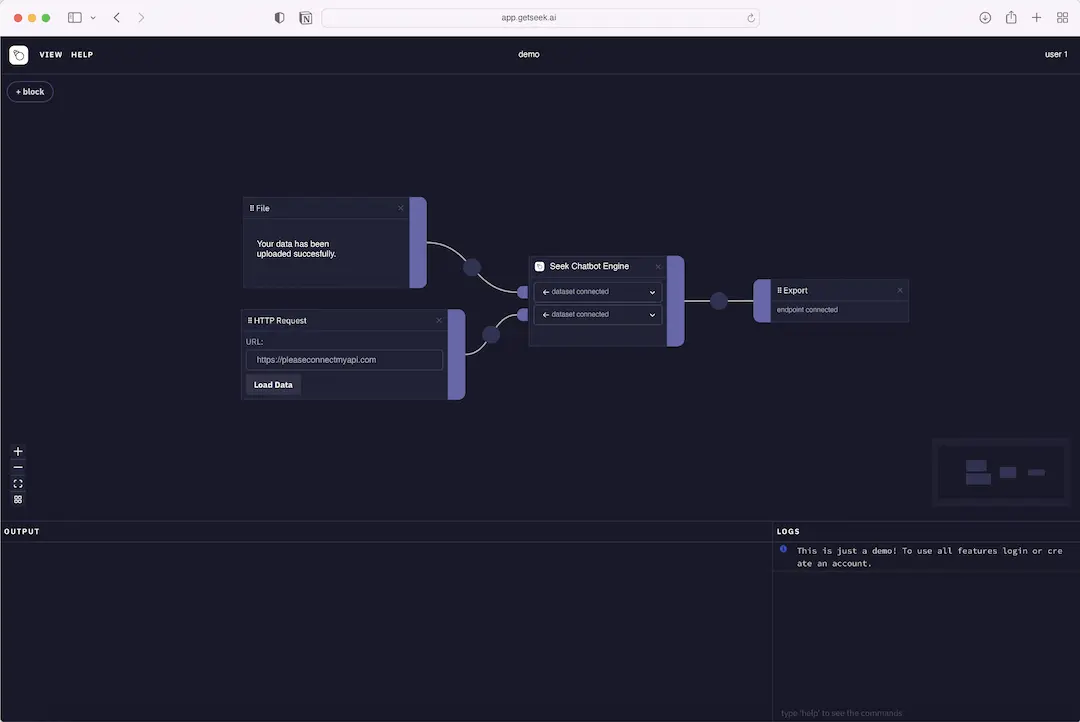 app.getseek.ai
VIEW HELP
demo
user 1
+ block
File
Your data has been
uploaded succesfully.
HTTP Request
URL:
https://pleaseconnectmyapi.com
Load Data
Seek Chatbot Engine
← dataset connected
← dataset connected
Export
endpoint connected
OUTPUT
LOGS
This is just a demo! To use all features login or cre
ate an account.
type 'help' to see the commands